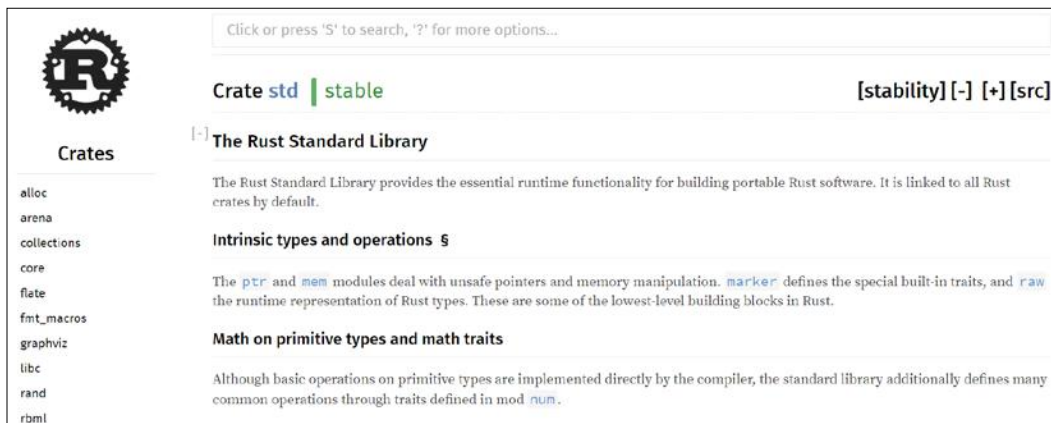 R
Click or press 'S' to search, '?' for more options...
Crate std stable
[stability] [-] [+] [src]
Crates
alloc
arena
collections
core
flate
fmt_macros
graphviz
libc
rand
rbml
[-] The Rust Standard Library
The Rust Standard Library provides the essential runtime functionality for building portable Rust software. It is linked to all Rust
crates by default.
Intrinsic types and operations §
The ptr and mem modules deal with unsafe pointers and memory manipulation. marker defines the special built-in traits, and raw
the runtime representation of Rust types. These are some of the lowest-level building blocks in Rust.
Math on primitive types and math traits
Although basic operations on primitive types are implemented directly by the compiler, the standard library additionally defines many
common operations through traits defined in mod num.